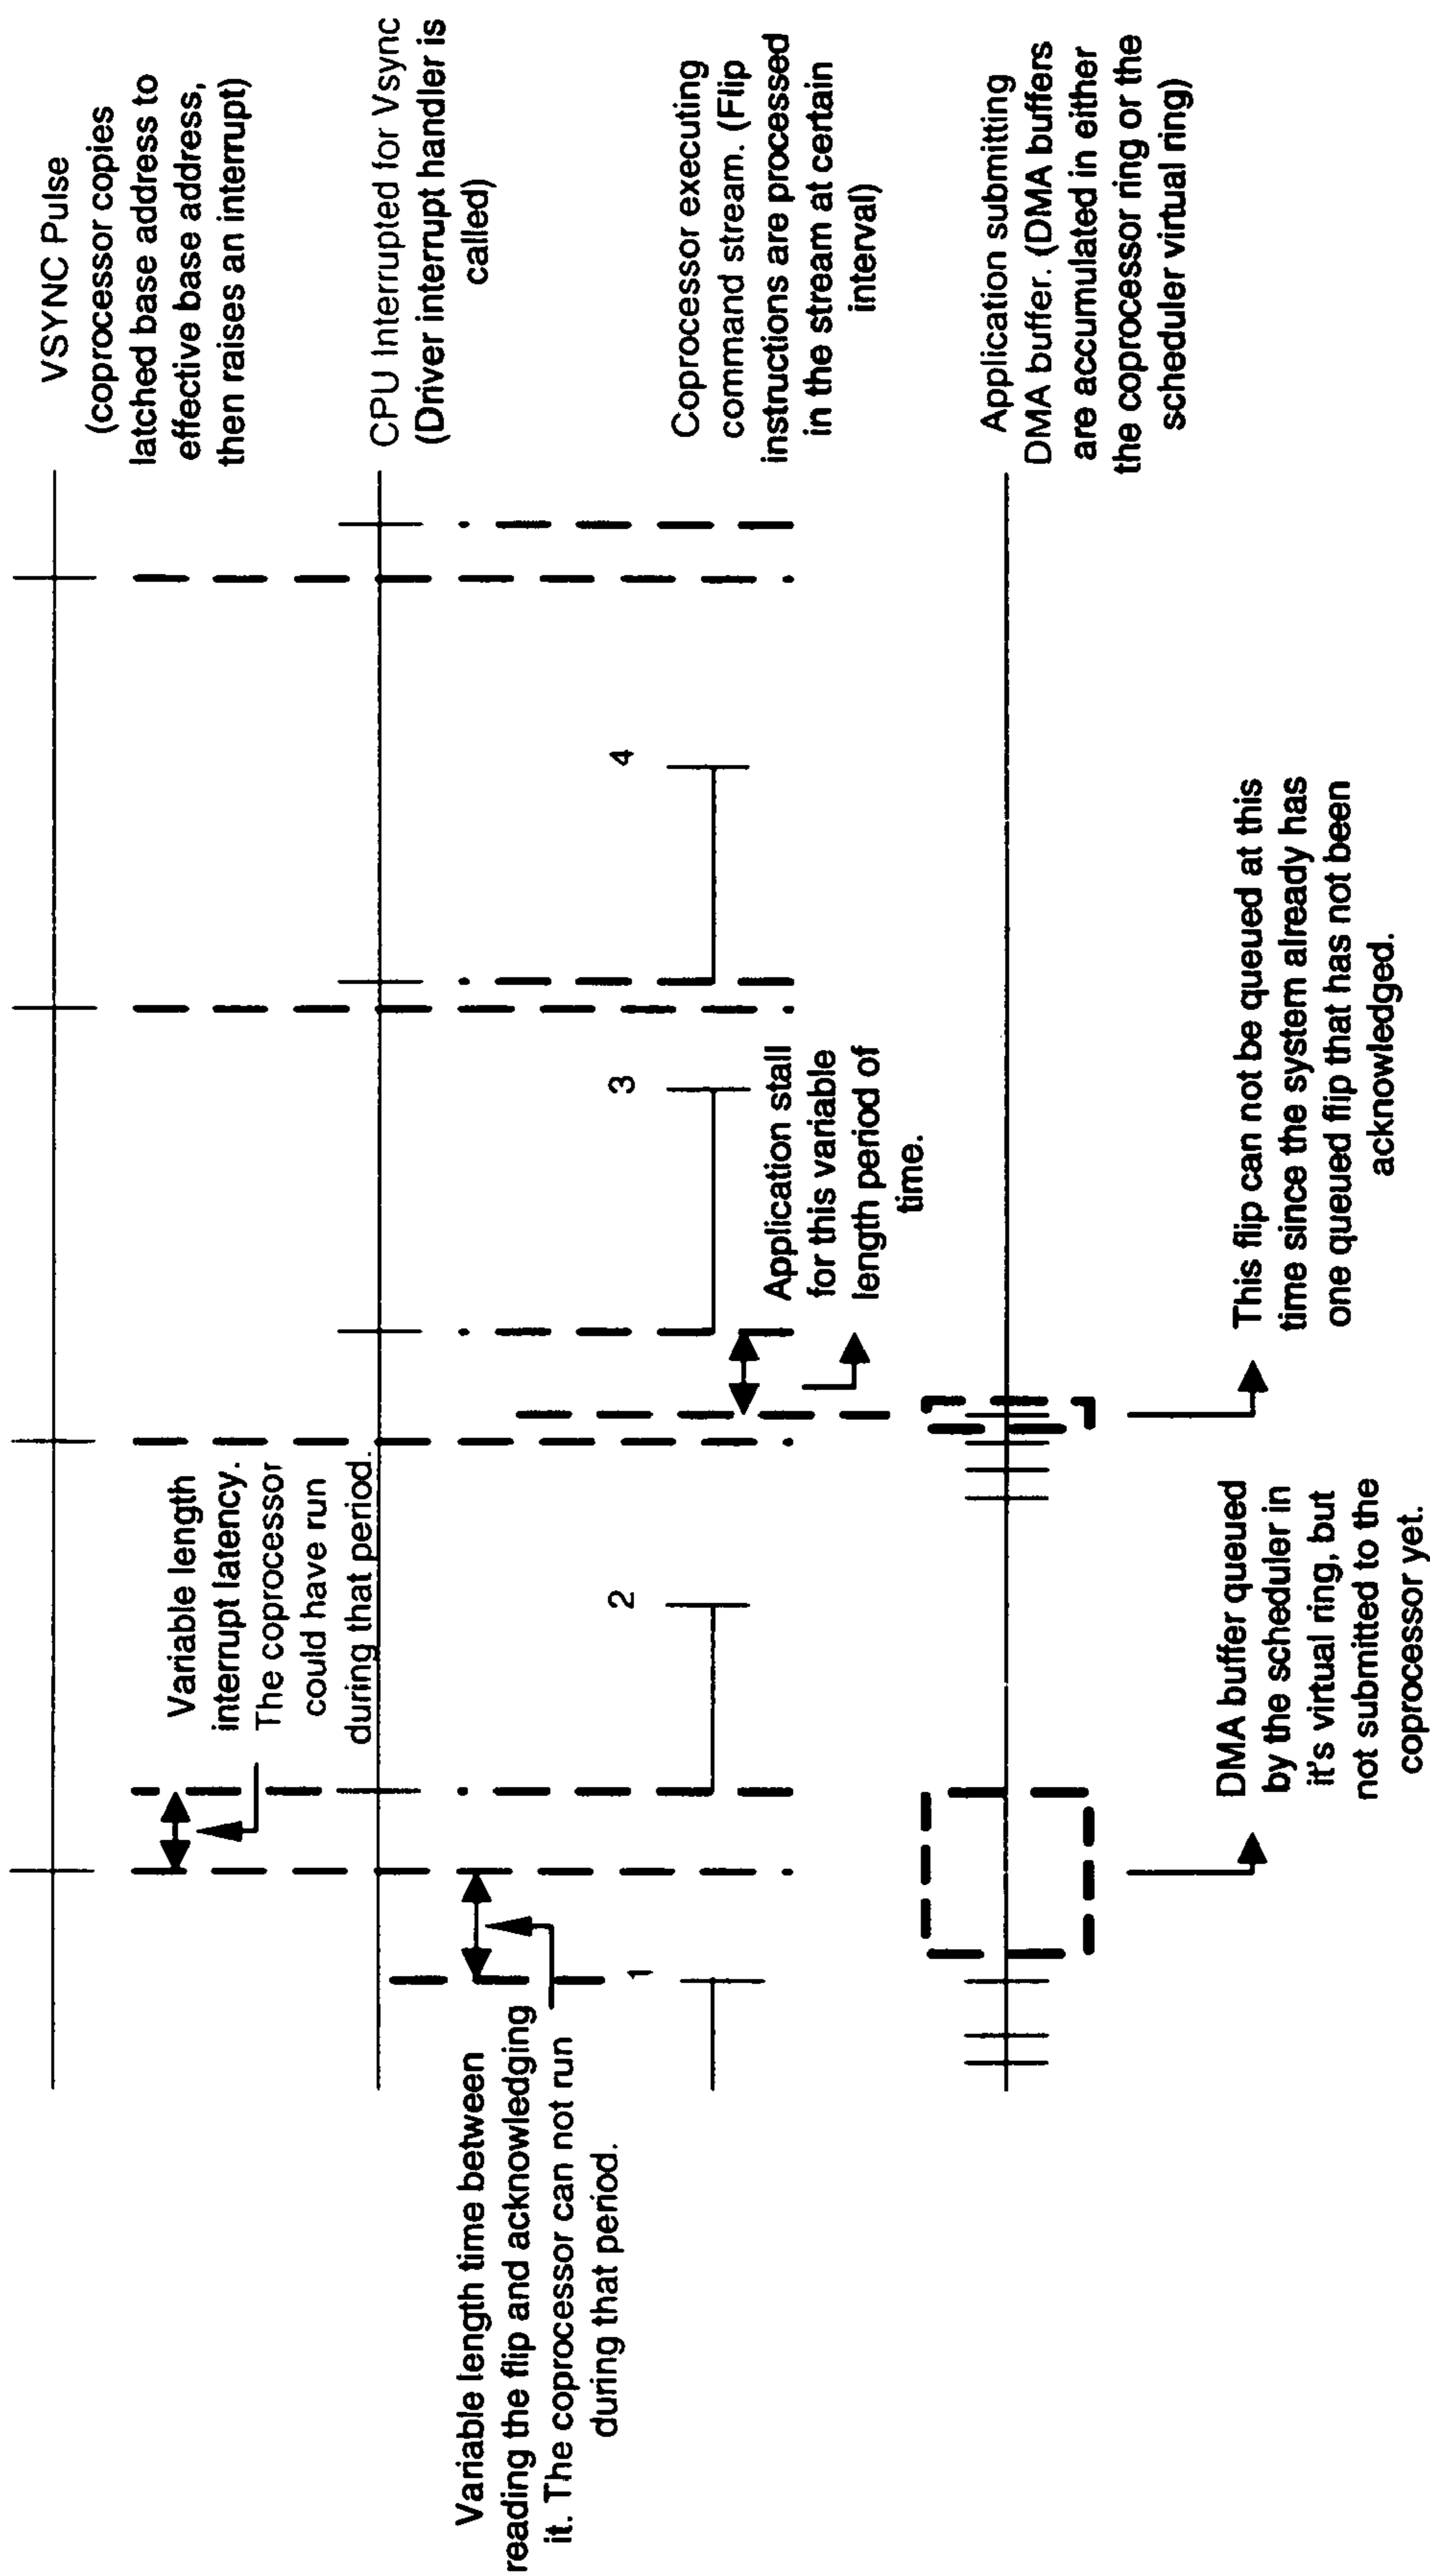 VSYNC Pulse
(coprocessor copies
latched base address to
effective base address,
then raises an interrupt)
Variable length
interrupt latency.
The coprocessor
could have run
during that period.
CPU Interrupted for Vsync
(Driver interrupt handler is
called)
Variable length time between
reading the flip and acknowledging
it. The coprocessor can not run
during that period.
1
2
3
4
Coprocessor executing
command stream. (Flip
instructions are processed
in the stream at certain
interval)
Application stall
for this variable
length period of
time.
Application submitting
DMA buffer. (DMA buffers
are accumulated in either
the coprocessor ring or the
scheduler virtual ring)
DMA buffer queued
by the scheduler in
it's virtual ring, but
not submitted to the
coprocessor yet.
This flip can not be queued at this
time since the system already has
one queued flip that has not been
acknowledged.